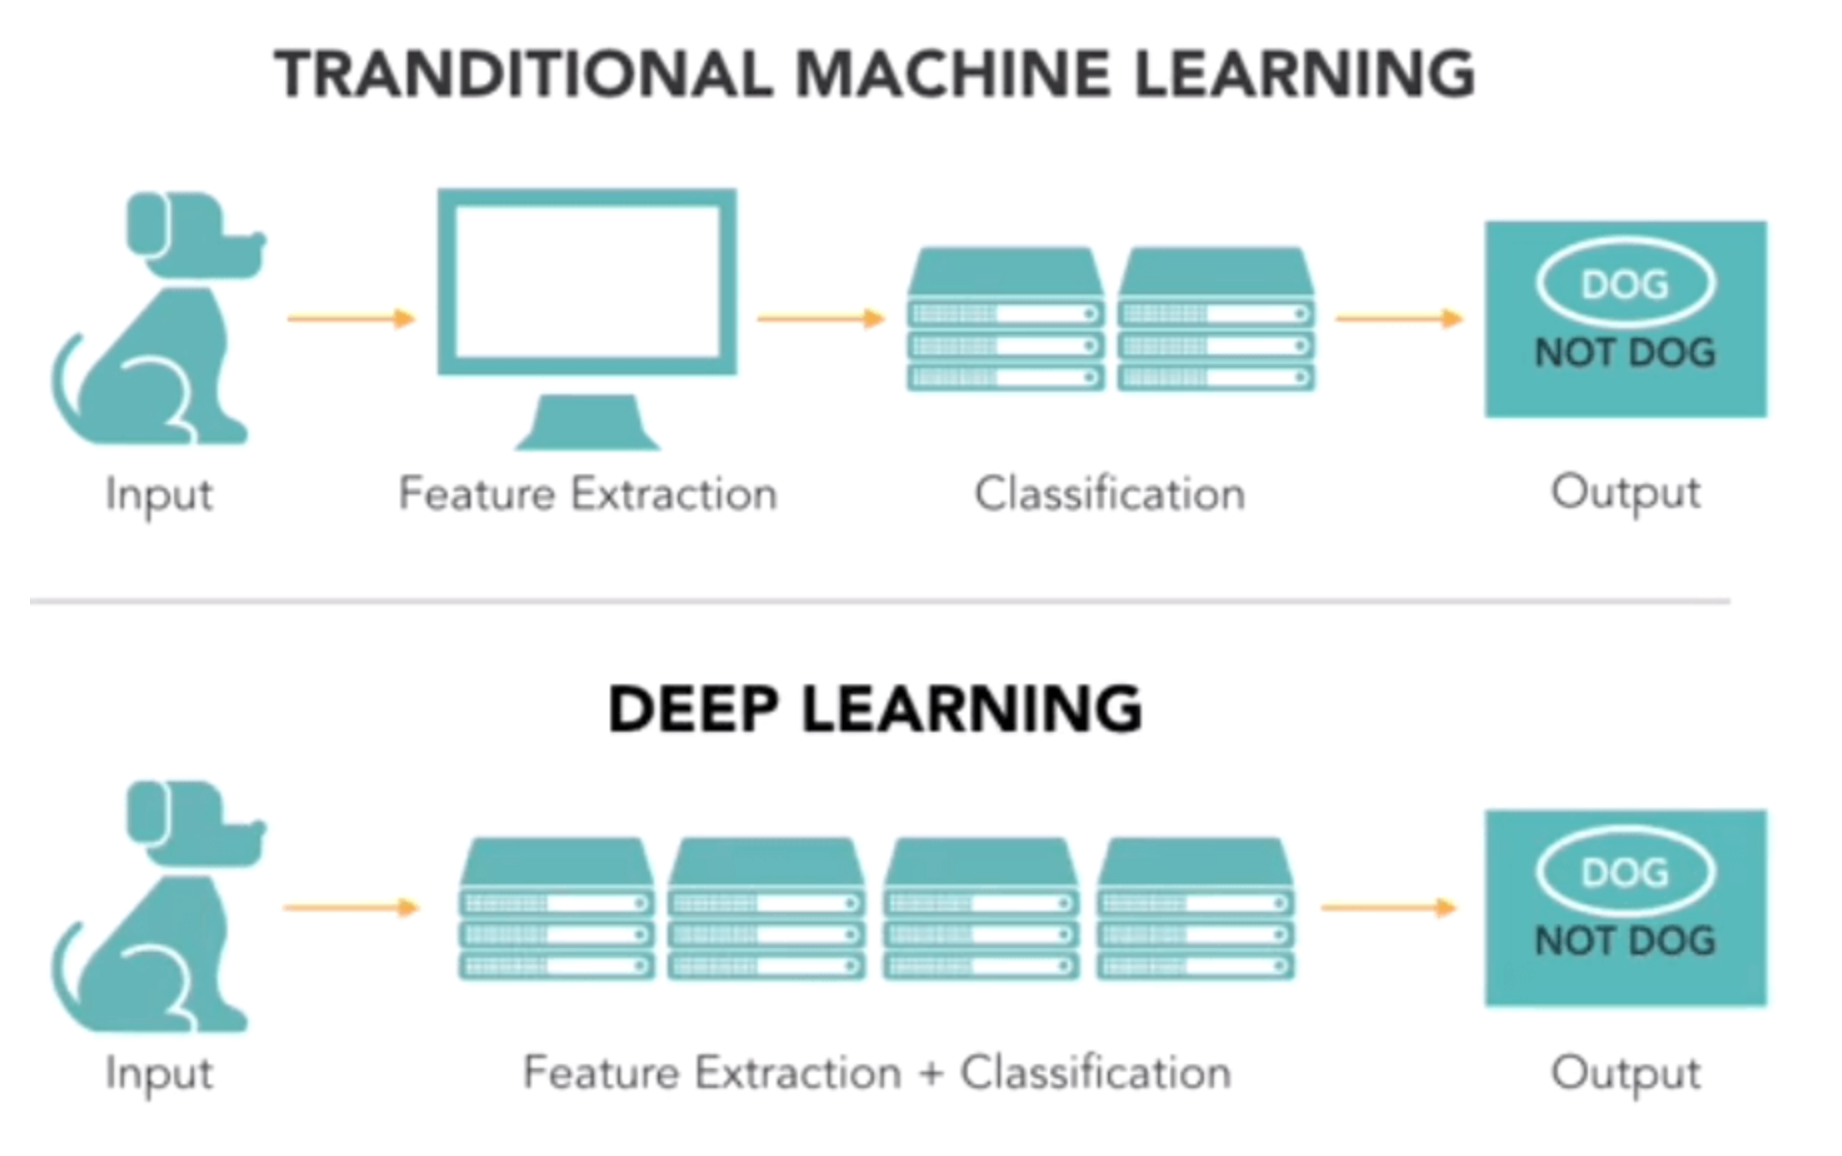 TRANDITIONAL MACHINE LEARNING
DOG
NOT DOG
Input
Feature Extraction
Classification
Output
DEEP LEARNING
DOG
NOT DOG
Input
Feature Extraction + Classification
Output